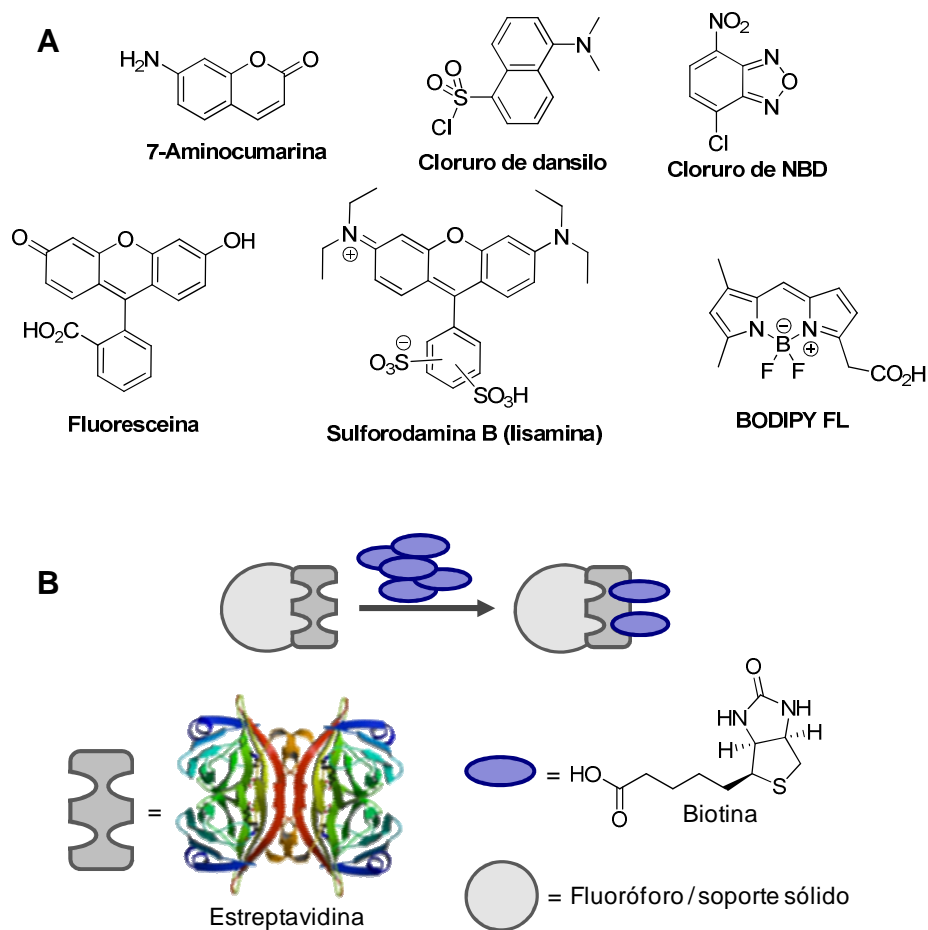 A
H2N
O
O
7-Aminocumarina
O
O
S
Cl
N
Cloruro de dansilo
NO2
N
O
N
Cl
Cloruro de NBD
O
O
OH
HO2C
Fluoresceina
N
⊕
O
N
⊖
O3S
SO3H
Sulforodamina B (lisamina)
N
⊖
B
N
⊕
F
F
CO2H
BODIPY FL
B
=
Estreptavidina
=
HO
O
O
HN
NH
H
H
S
Biotina
= Fluoróforo/soporte sólido